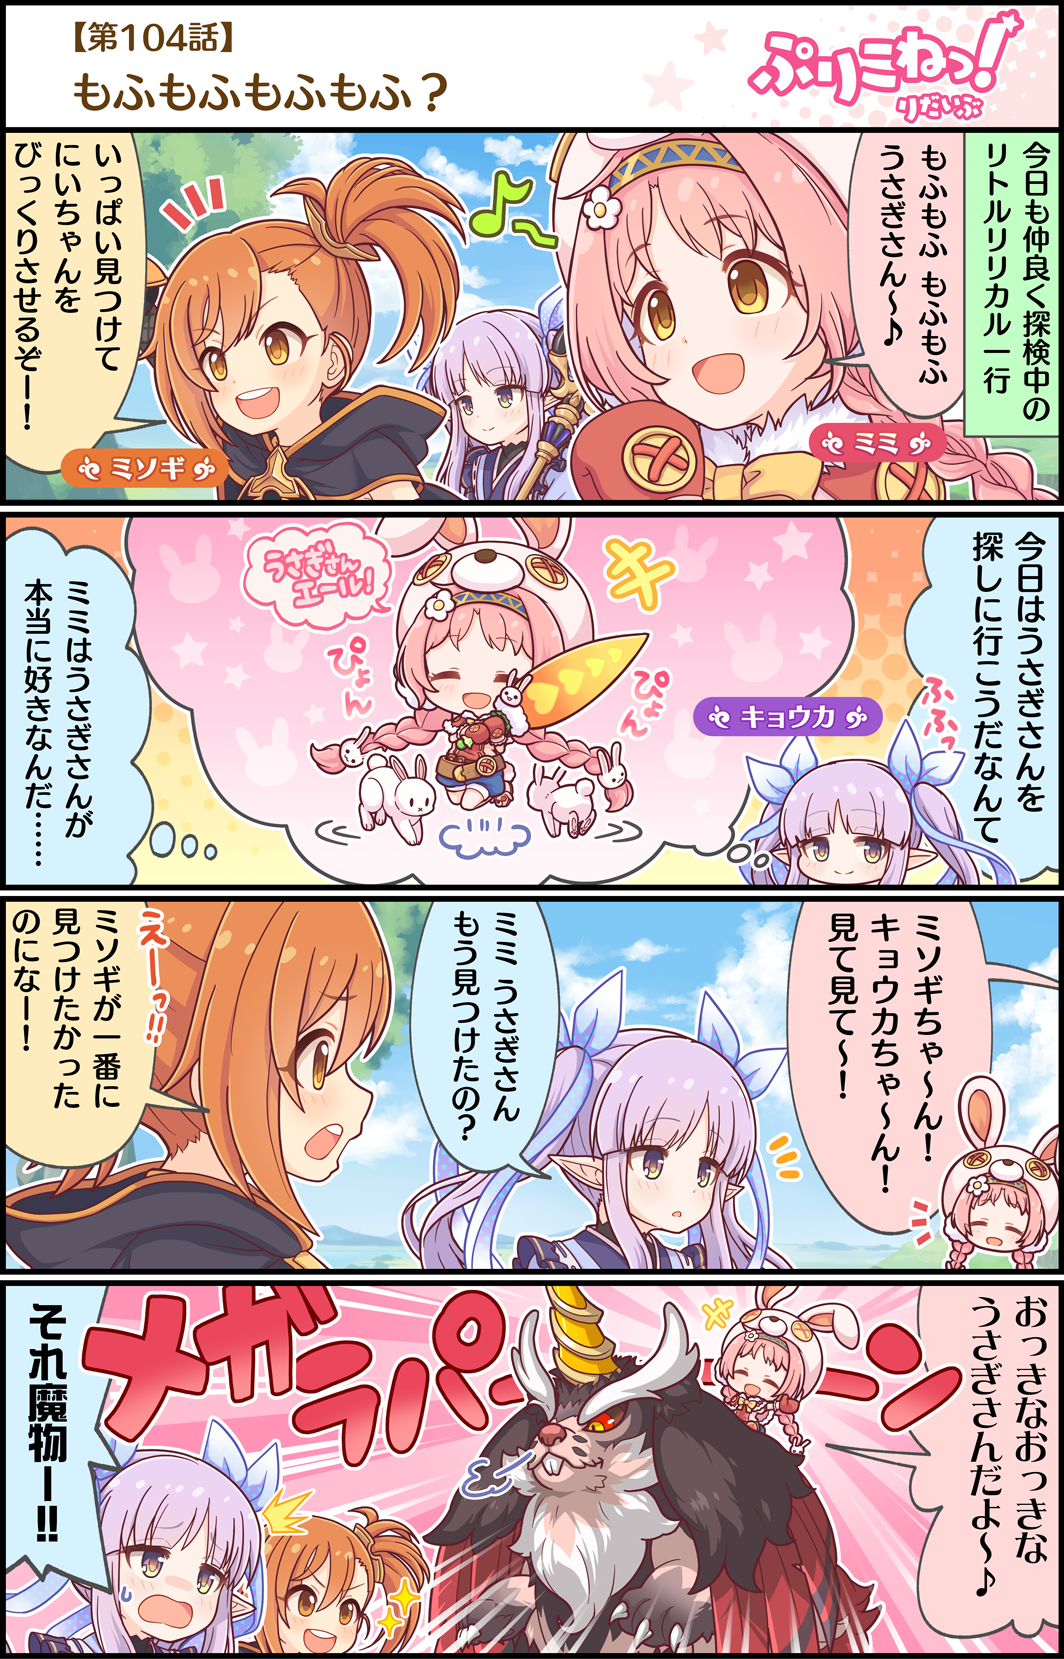 【第104話】
もふもふもふもふ？
ぷりこねっ！
りだいぶ
今日も仲良く探検中の
リトルリリカル一行
もふもふ もふもふ
うさぎさん～♪
ミミ
いっぱい見つけて
にいちゃんを
びっくりさせるぞー！
ミソギ
今日はうさぎさんを
探しに行こうだなんて
ふふっ
キョウカ
キャ
うさぎさん
エール！
ぴょん
ぴょん
ミミはうさぎさんが
本当に好きなんだ……
ミソギちゃ～ん！
キョウカちゃ～ん！
見て見て～！
ミミ うさぎさん
もう見つけたの？
えーっ!!
ミソギが一番に
見つけたかった
のになー！
おっきなおっきな
うさぎさんだよ～♪
メガラパーーン
それ魔物ー!!